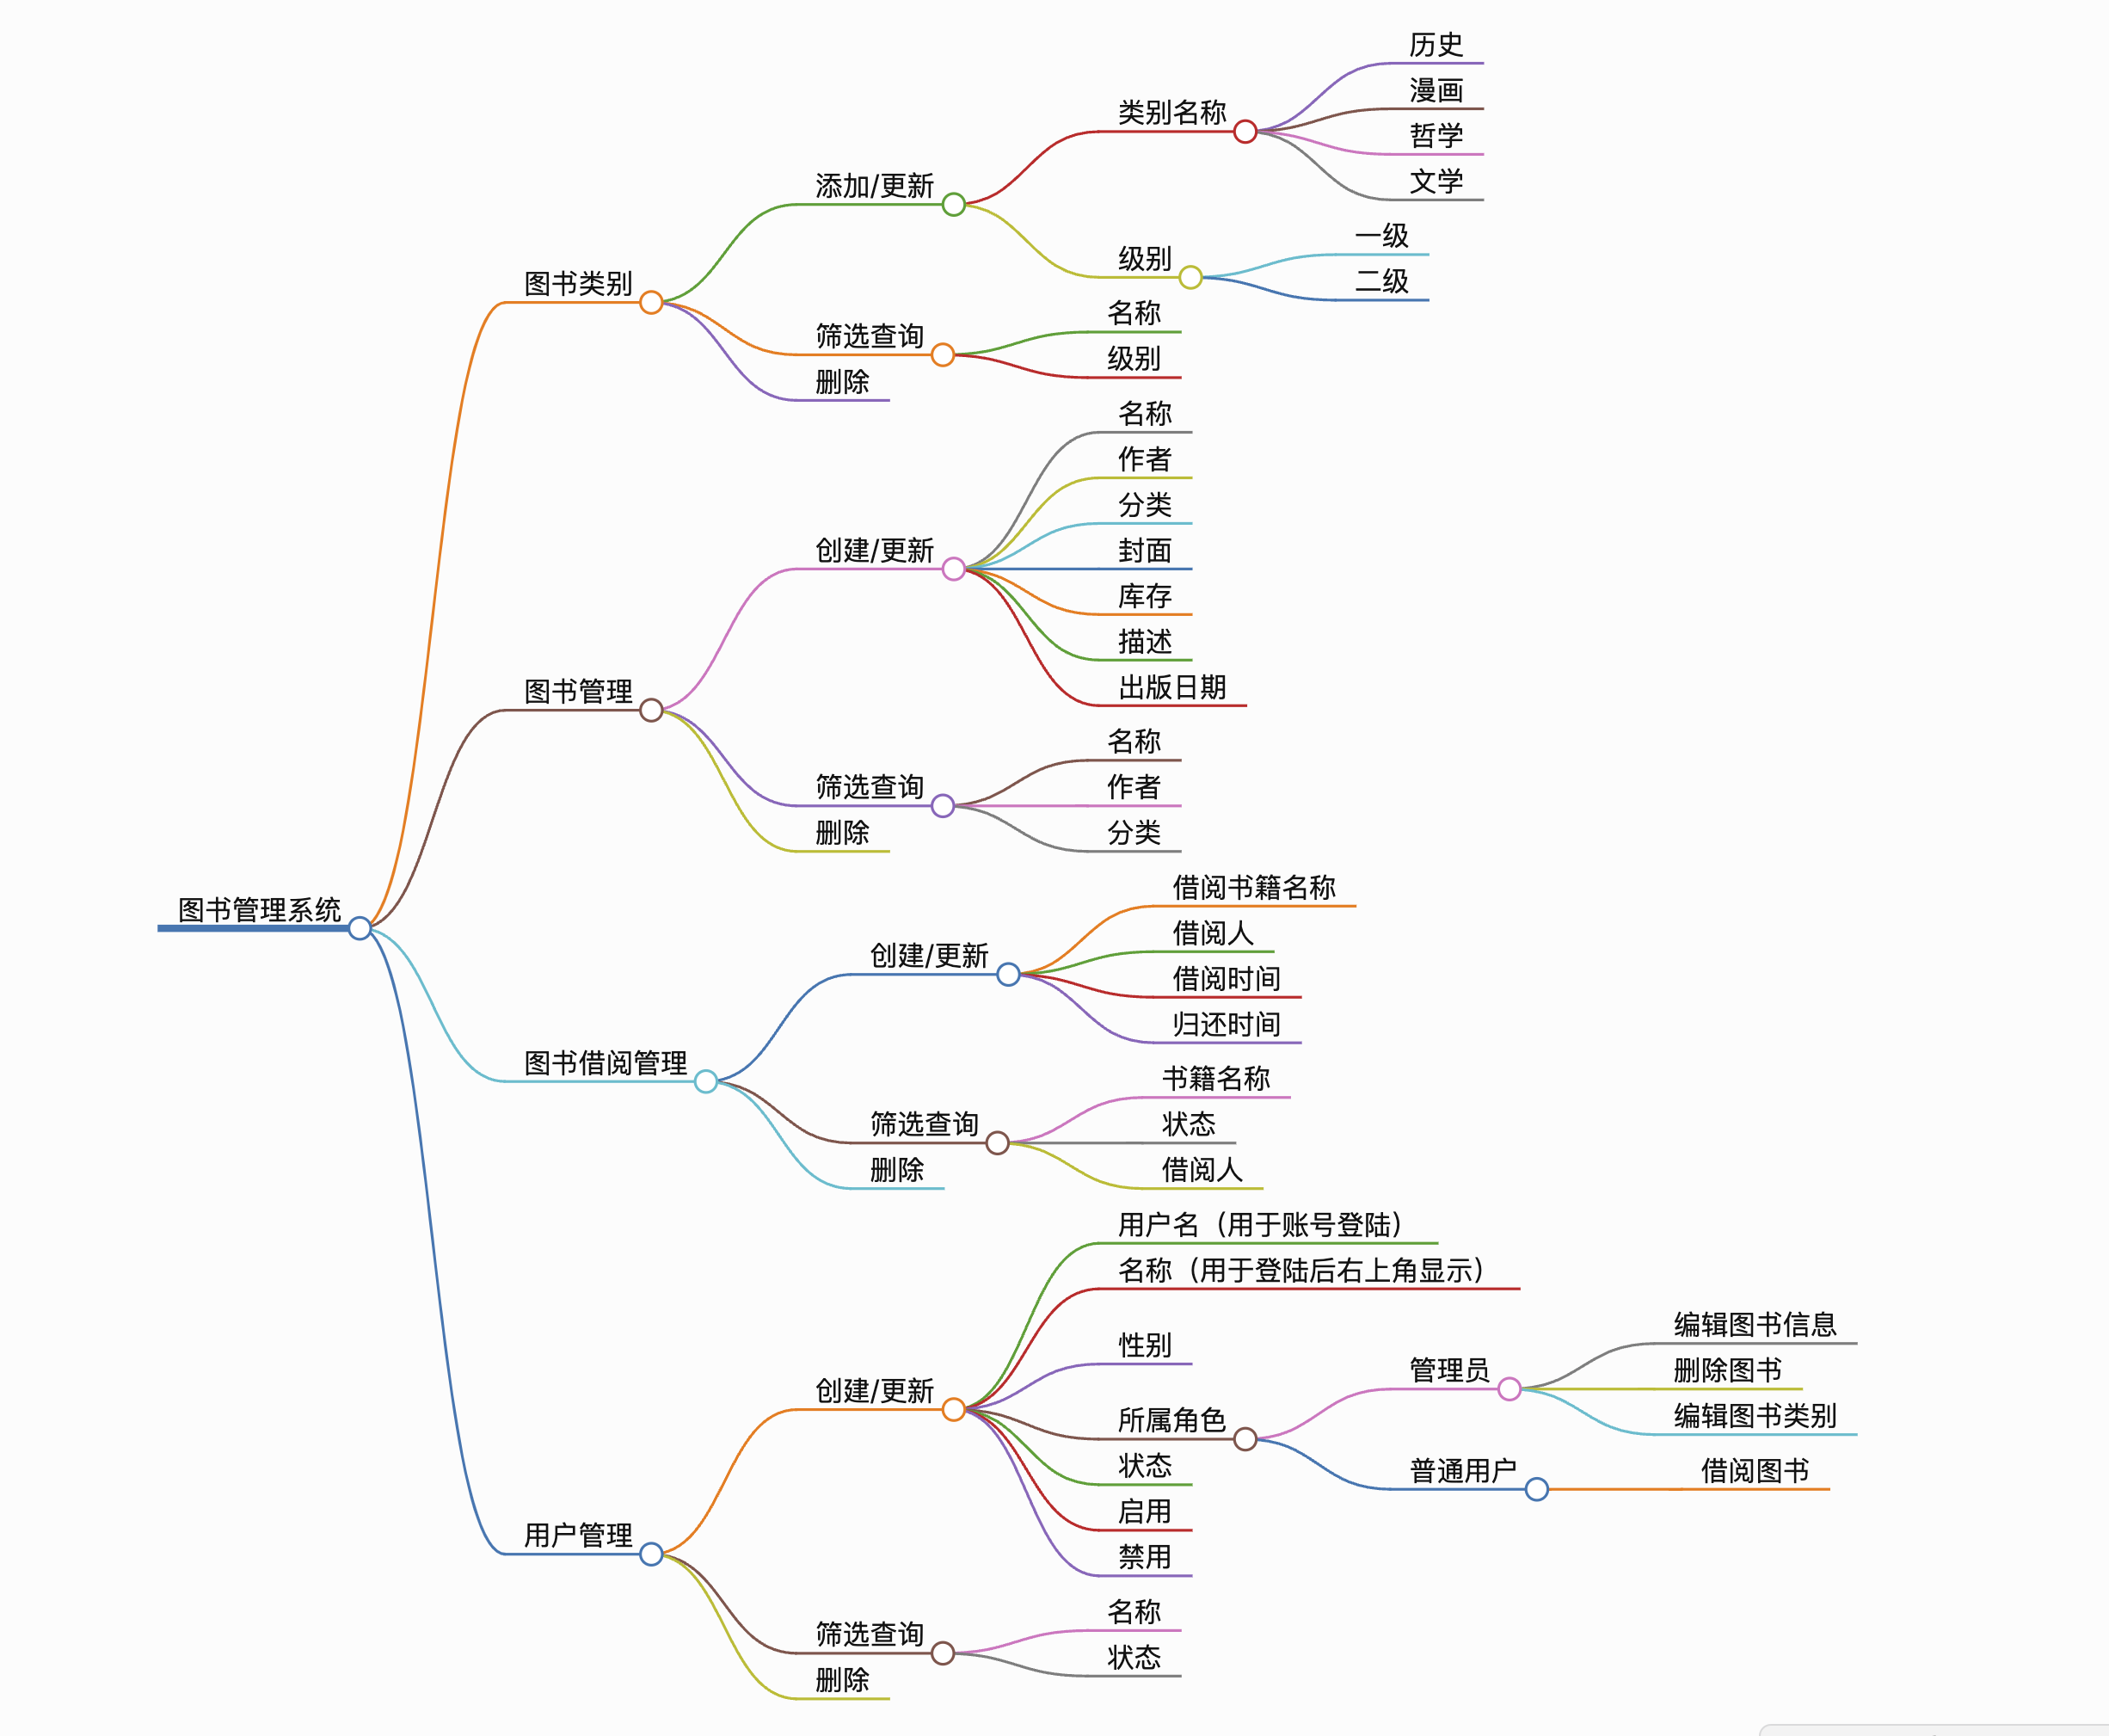 历史
漫画
类别名称
哲学
文学
添加/更新
一级
级别
二级
图书类别
名称
筛选查询
级别
删除
名称
作者
分类
创建/更新
封面
库存
描述
出版日期
图书管理
名称
筛选查询
作者
删除
分类
图书管理系统
借阅书籍名称
借阅人
创建/更新
借阅时间
归还时间
图书借阅管理
书籍名称
筛选查询
状态
删除
借阅人
用户名（用于账号登陆）
名称（用于登陆后右上角显示）
编辑图书信息
性别
管理员
删除图书
创建/更新
所属角色
编辑图书类别
状态
普通用户
借阅图书
启用
用户管理
禁用
名称
筛选查询
状态
删除